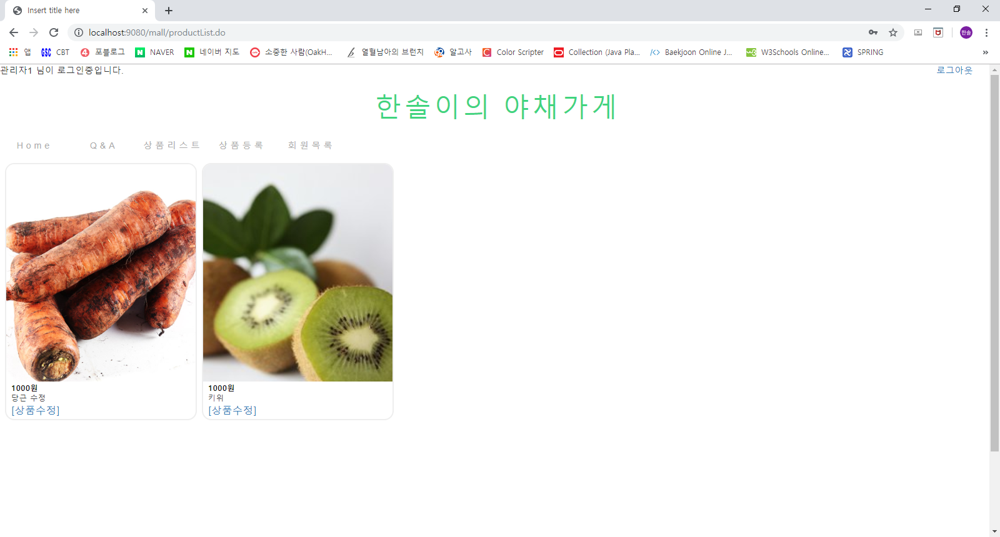 Insert title here
localhost:9080/mall/productList.do
한솔
앱 CBT 포블로그 NAVER 네이버 지도 소중한 사람(OakH... 열혈남아의 브런치 알고사 Color Scripter Collection (Java Pla... Baekjoon Online J... W3Schools Online... SPRING »
관리자1 님이 로그인중입니다. 로그아웃
한솔이의 야채가게
Home Q&A 상품리스트 상품등록 회원목록
1000원
당근 수정
[상품수정]
1000원
키위
[상품수정]